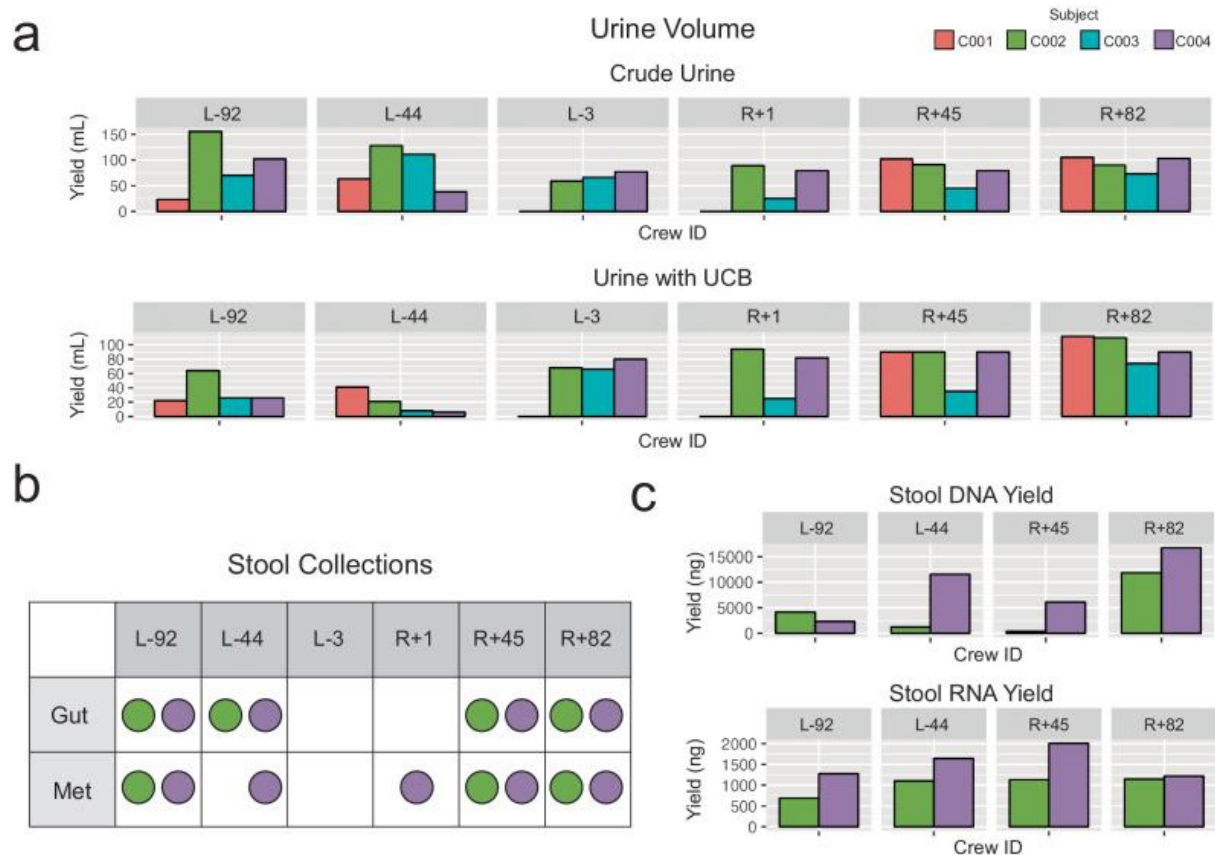 a
Urine Volume
Subject
C001 C002 C003 C004
Crude Urine
L-92 L-44 L-3 R+1 R+45 R+82
Yield (mL)
150
100
50
0
Crew ID
Urine with UCB
L-92 L-44 L-3 R+1 R+45 R+82
Yield (mL)
100
80
60
40
20
0
Crew ID
b
Stool Collections
L-92 L-44 L-3 R+1 R+45 R+82
Gut
Met
c
Stool DNA Yield
L-92 L-44 R+45 R+82
Yield (ng)
15000
10000
5000
0
Crew ID
Stool RNA Yield
L-92 L-44 R+45 R+82
Yield (ng)
2000
1500
1000
500
0
Crew ID